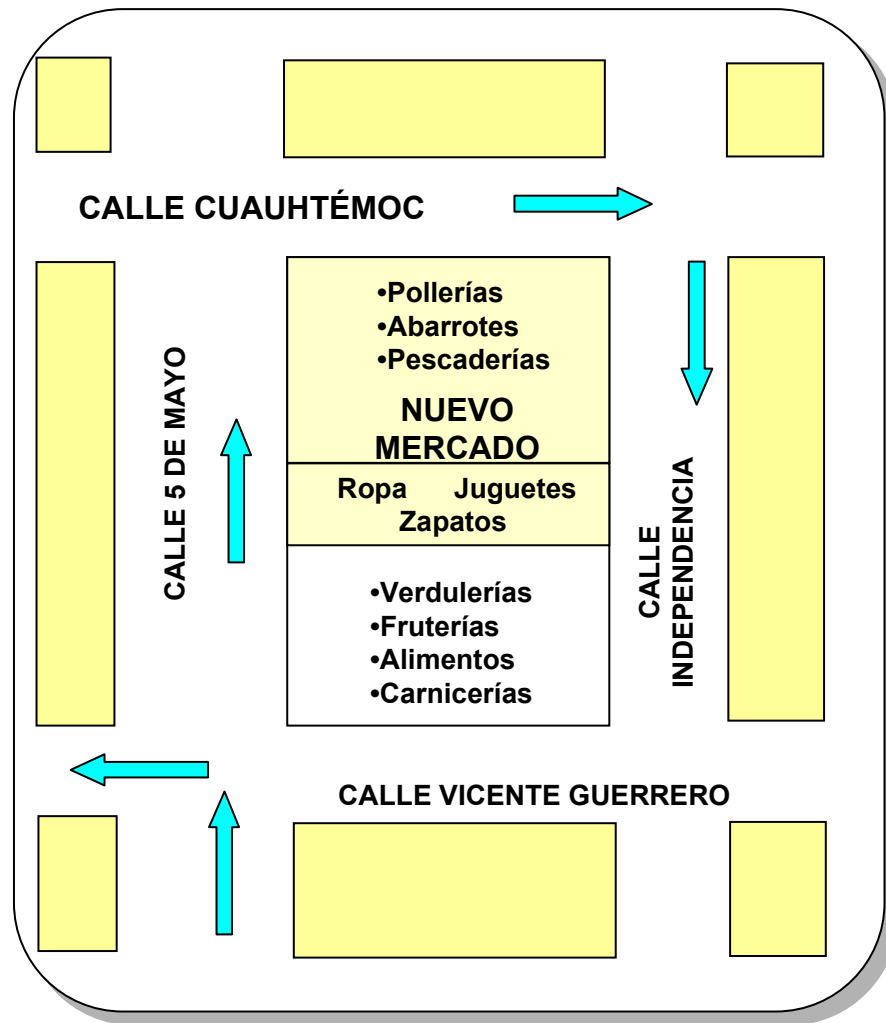 CALLE CUAUHTÉMOC
•Pollerías
•Abarrotes
•Pescaderías
NUEVO
MERCADO
Ropa Juguetes
Zapatos
•Verdulerías
•Fruterías
•Alimentos
•Carnicerías
CALLE 5 DE MAYO
CALLE
INDEPENDENCIA
CALLE VICENTE GUERRERO